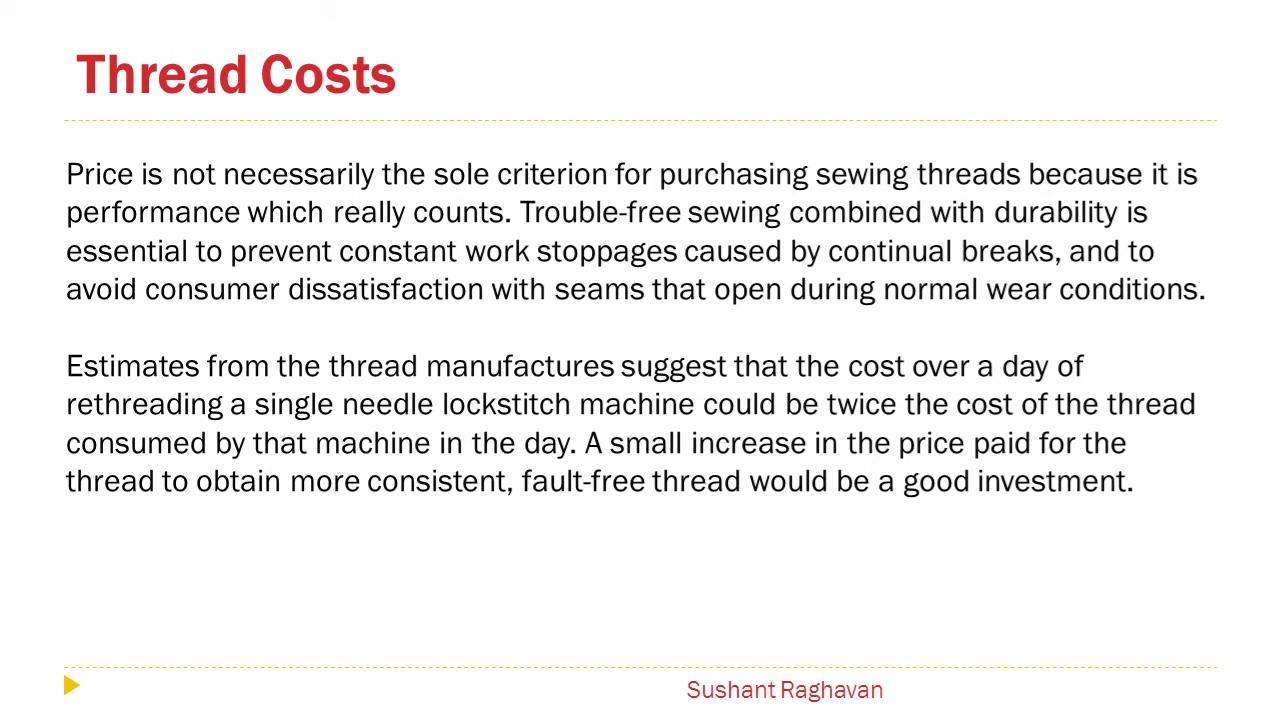 Thread Costs
Price is not necessarily the sole criterion for purchasing sewing threads because it is
performance which really counts. Trouble-free sewing combined with durability is
essential to prevent constant work stoppages caused by continual breaks, and to
avoid consumer dissatisfaction with seams that open during normal wear conditions.
Estimates from the thread manufactures suggest that the cost over a day of
rethreading a single needle lockstitch machine could be twice the cost of the thread
consumed by that machine in the day. A small increase in the price paid for the
thread to obtain more consistent, fault-free thread would be a good investment.
Sushant Raghavan